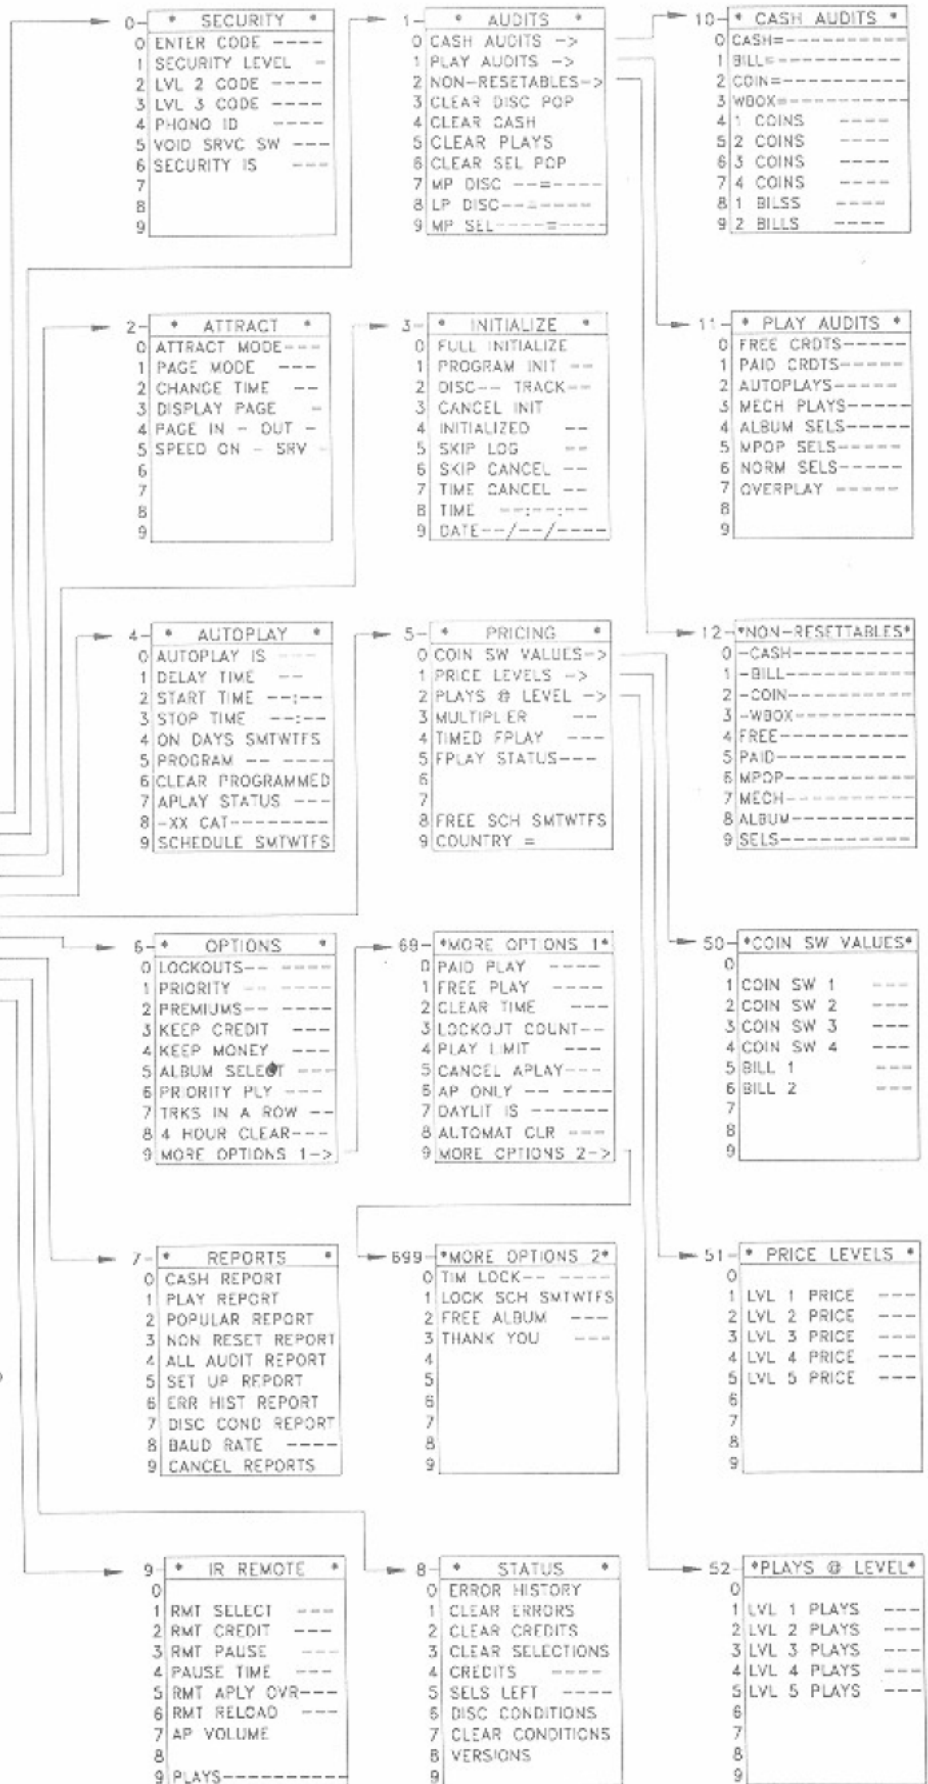 0 * SECURITY *
0 ENTER CODE ----
1 SECURITY LEVEL -
2 LVL 2 CODE ----
3 LVL 3 CODE ----
4 PHONO ID ----
5 VOID SRVC SW ---
6 SECURITY IS ---
7
8
9
1 * AUDITS *
0 CASH AUDITS ->
1 PLAY AUDITS ->
2 NON-RESETABLES->
3 CLEAR DISC POP
4 CLEAR CASH
5 CLEAR PLAYS
6 CLEAR SEL POP
7 MP DISC --=----
8 LP DISC--=----
9 MP SEL----=----
10 * CASH AUDITS *
0 CASH=----------
1 BILL=----------
2 COIN=----------
3 WBOX=----------
4 1 COINS ----
5 2 COINS ----
6 3 COINS ----
7 4 COINS ----
8 1 BILSS ----
9 2 BILLS ----
2 * ATTRACT *
0 ATTRACT MODE---
1 PAGE MODE ---
2 CHANGE TIME --
3 DISPLAY PAGE -
4 PAGE IN - OUT -
5 SPEED ON - SRV -
6
7
8
9
3 * INITIALIZE *
0 FULL INITIALIZE
1 PROGRAM INIT --
2 DISC-- TRACK--
3 CANCEL INIT
4 INITIALIZED --
5 SKIP LOG --
6 SKIP CANCEL --
7 TIME CANCEL --
8 TIME --:--:--
9 DATE--/--/----
11 * PLAY AUDITS *
0 FREE CRDTS-----
1 PAID CRDTS-----
2 AUTOPLAYS-----
3 MECH PLAYS-----
4 ALBUM SELS-----
5 MPOP SELS-----
6 NORM SELS-----
7 OVERPLAY -----
8
9
4 * AUTOPLAY *
0 AUTOPLAY IS ---
1 DELAY TIME --
2 START TIME --:--
3 STOP TIME --:--
4 ON DAYS SMTWTFS
5 PROGRAM -- ----
6 CLEAR PROGRAMMED
7 APLAY STATUS ---
8 -XX CAT---------
9 SCHEDULE SMTWTFS
5 * PRICING *
0 COIN SW VALUES->
1 PRICE LEVELS ->
2 PLAYS @ LEVEL ->
3 MULTIPLIER --
4 TIMED FPLAY ---
5 FPLAY STATUS---
6
7
8 FREE SCH SMTWTFS
9 COUNTRY =
12 *NON-RESETTABLES*
0 -CASH----------
1 -BILL----------
2 -COIN----------
3 -WBOX----------
4 FREE-----------
5 PAID-----------
6 MPOP-----------
7 MECH-----------
8 ALBUM----------
9 SELS-----------
6 * OPTIONS *
0 LOCKOUTS-- ----
1 PRIORITY -- ----
2 PREMIUMS-- ----
3 KEEP CREDIT ---
4 KEEP MONEY ---
5 ALBUM SELECT ---
6 PRIORITY PLY ---
7 TRKS IN A ROW --
8 4 HOUR CLEAR---
9 MORE OPTIONS 1->
69 *MORE OPTIONS 1*
0 PAID PLAY ----
1 FREE PLAY ----
2 CLEAR TIME ---
3 LOCKOUT COUNT--
4 PLAY LIMIT ---
5 CANCEL APLAY---
6 AP ONLY -- ----
7 DAYLIT IS ------
8 AUTOMAT CLR ---
9 MORE OPTIONS 2->
50 *COIN SW VALUES*
0
1 COIN SW 1 ---
2 COIN SW 2 ---
3 COIN SW 3 ---
4 COIN SW 4 ---
5 BILL 1 ---
6 BILL 2 ---
7
8
9
7 * REPORTS *
0 CASH REPORT
1 PLAY REPORT
2 POPULAR REPORT
3 NON RESET REPORT
4 ALL AUDIT REPORT
5 SET UP REPORT
6 ERR HIST REPORT
7 DISC COND REPORT
8 BAUD RATE ----
9 CANCEL REPORTS
699 *MORE OPTIONS 2*
0 TIM LOCK-- ----
1 LOCK SCH SMTWTFS
2 FREE ALBUM ---
3 THANK YOU ---
4
5
6
7
8
9
51 * PRICE LEVELS *
0
1 LVL 1 PRICE ---
2 LVL 2 PRICE ---
3 LVL 3 PRICE ---
4 LVL 4 PRICE ---
5 LVL 5 PRICE ---
6
7
8
9
9 * IR REMOTE *
0
1 RMT SELECT ---
2 RMT CREDIT ---
3 RMT PAUSE ---
4 PAUSE TIME ---
5 RMT APLY OVR---
6 RMT RELOAD ---
7 AP VOLUME
8
9 PLAYS-----------
8 * STATUS *
0 ERROR HISTORY
1 CLEAR ERRORS
2 CLEAR CREDITS
3 CLEAR SELECTIONS
4 CREDITS ----
5 SELS LEFT ----
6 DISC CONDITIONS
7 CLEAR CONDITIONS
8 VERSIONS
9
52 *PLAYS @ LEVEL*
0
1 LVL 1 PLAYS ---
2 LVL 2 PLAYS ---
3 LVL 3 PLAYS ---
4 LVL 4 PLAYS ---
5 LVL 5 PLAYS ---
6
7
8
9